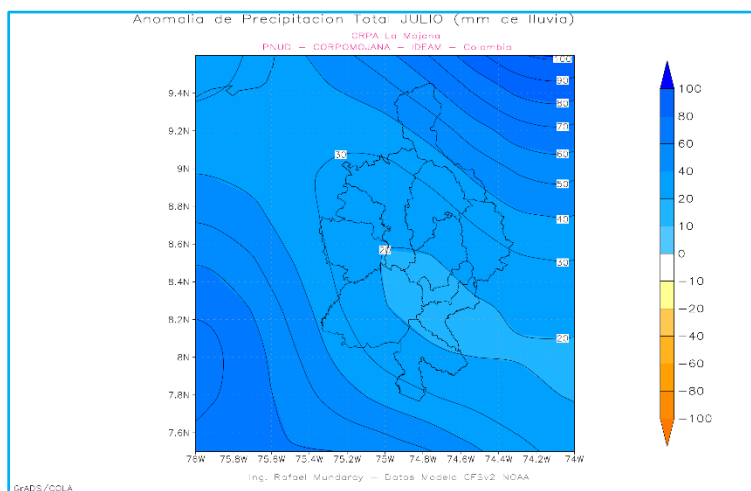 Anomalia de Precipitacion Total JULIO (mm ce lluvia)
CRPA La Mojana
PNUD – CORPOMOJANA – IDEAM – Colombia
100
90
80
70
60
50
40
30
20
30
20
9.4N
9.2N
9N
8.8N
8.6N
8.4N
8.2N
8N
7.8N
7.6N
76W 75.8W 75.6W 75.4W 75.2W 75W 74.8W 74.6W 74.4W 74.2W 74W
100
80
60
40
20
10
0
−10
−20
−40
−60
−80
−100
Ing. Rafael Mundaray – Datos Modelo CFSv2 NOAA
GrADS/COLA